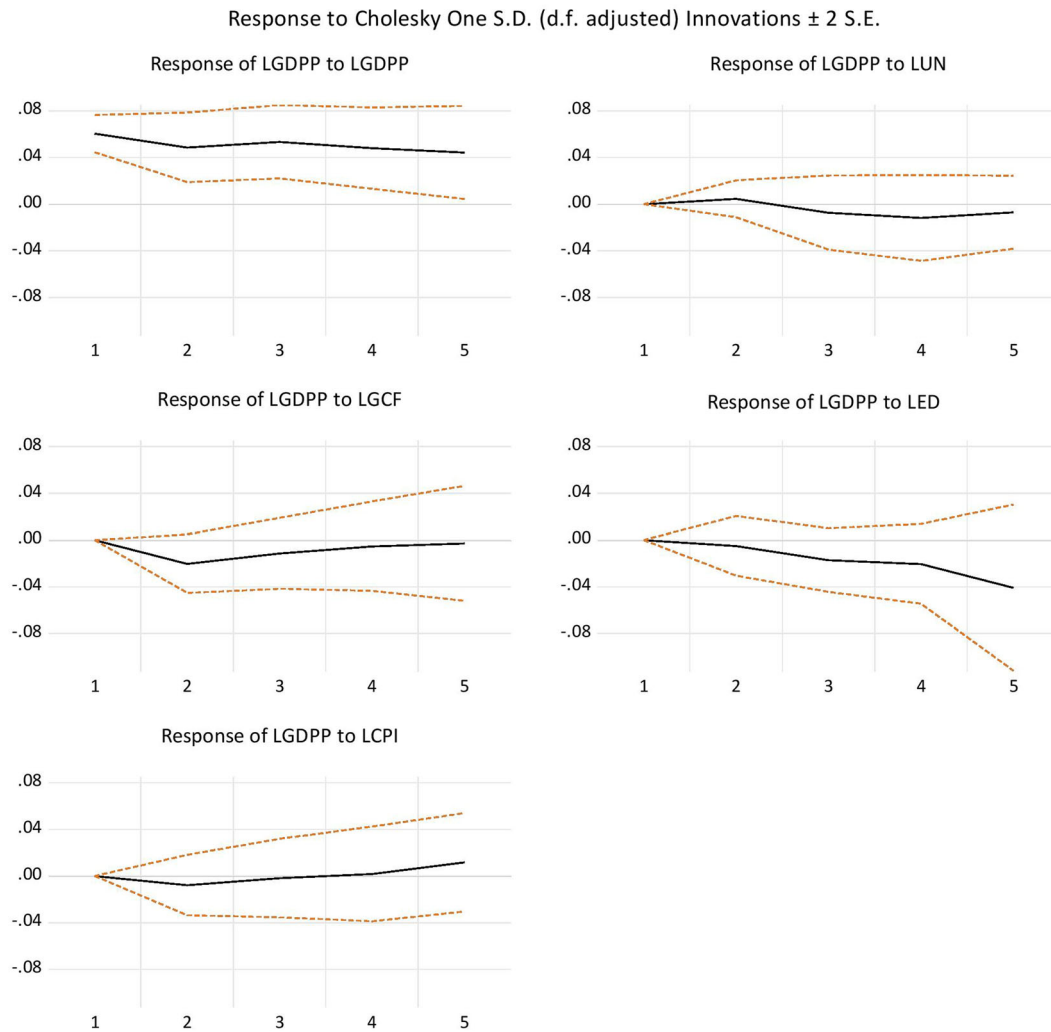 Response to Cholesky One S.D. (d.f. adjusted) Innovations ± 2 S.E.
Response of LGDPP to LGDPP
.08
.04
.00
-.04
-.08
1 2 3 4 5
Response of LGDPP to LUN
.08
.04
.00
-.04
-.08
1 2 3 4 5
Response of LGDPP to LGCF
.08
.04
.00
-.04
-.08
1 2 3 4 5
Response of LGDPP to LED
.08
.04
.00
-.04
-.08
1 2 3 4 5
Response of LGDPP to LCPI
.08
.04
.00
-.04
-.08
1 2 3 4 5